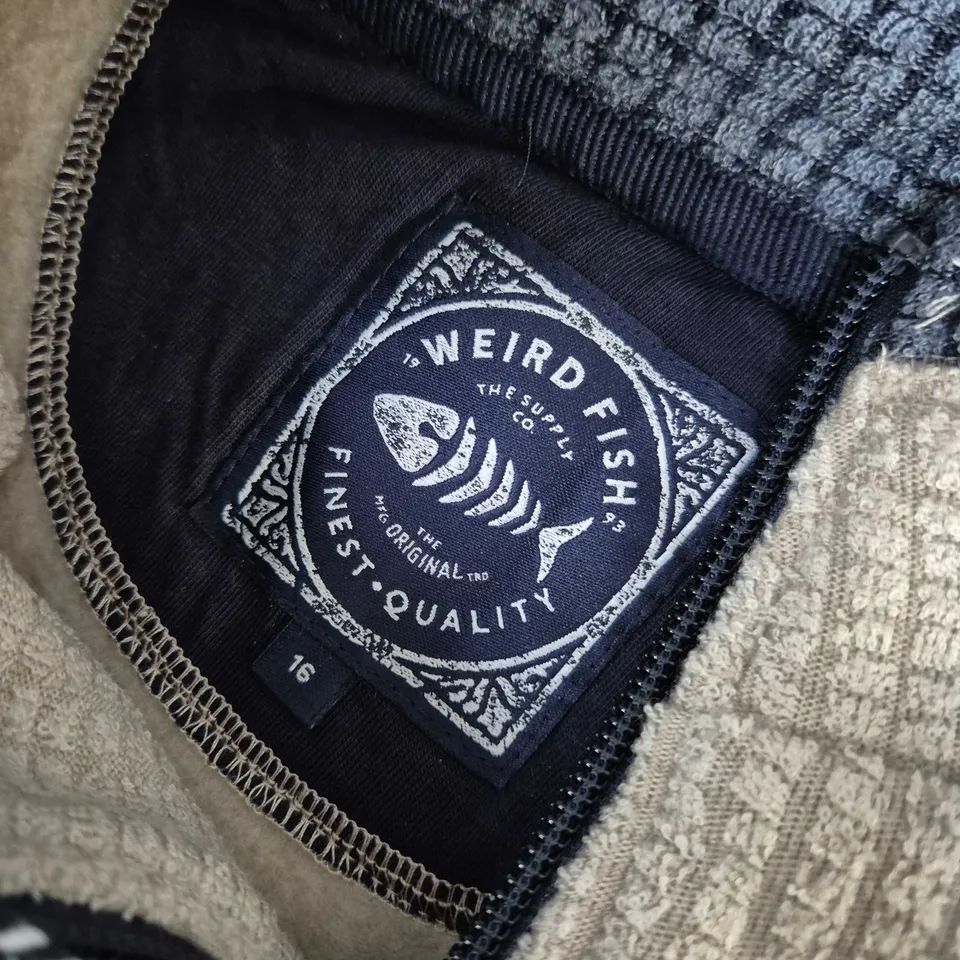 WEIRD FISH
19 93
THE SUPPLY
CO.
THE
MFG ORIGINAL TRD
FINEST • QUALITY
16